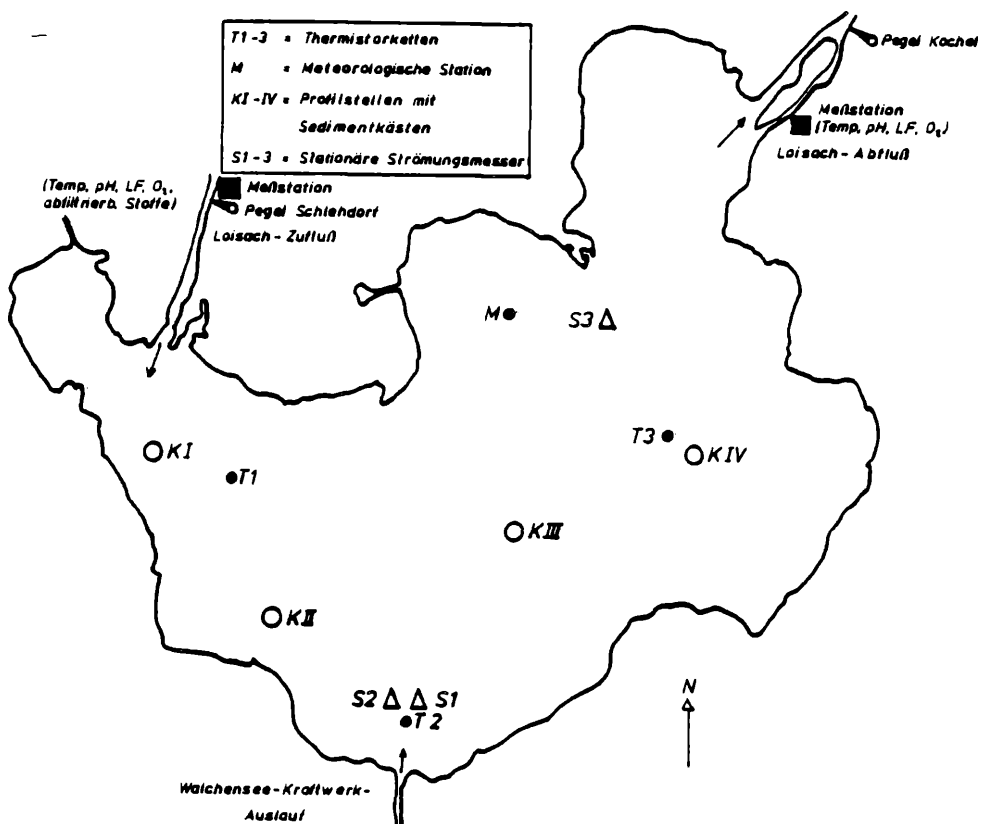 T1-3 = Thermistorketten
M = Meteorologische Station
KI-IV = Profilstellen mit
Sedimentkästen
S1-3 = Stationäre Strömungsmesser
Pegel Kochel
Meßstation
(Temp, pH, LF, O₂)
Loisach-Abfluß
(Temp, pH, LF, O₂,
abfiltrierb. Stoffe)
Meßstation
Pegel Schlehdorf
Loisach-Zufluß
M
S3
T3
KIV
KI
T1
KIII
KII
S2 S1
T2
N
Walchensee-Kraftwerk-
Auslauf